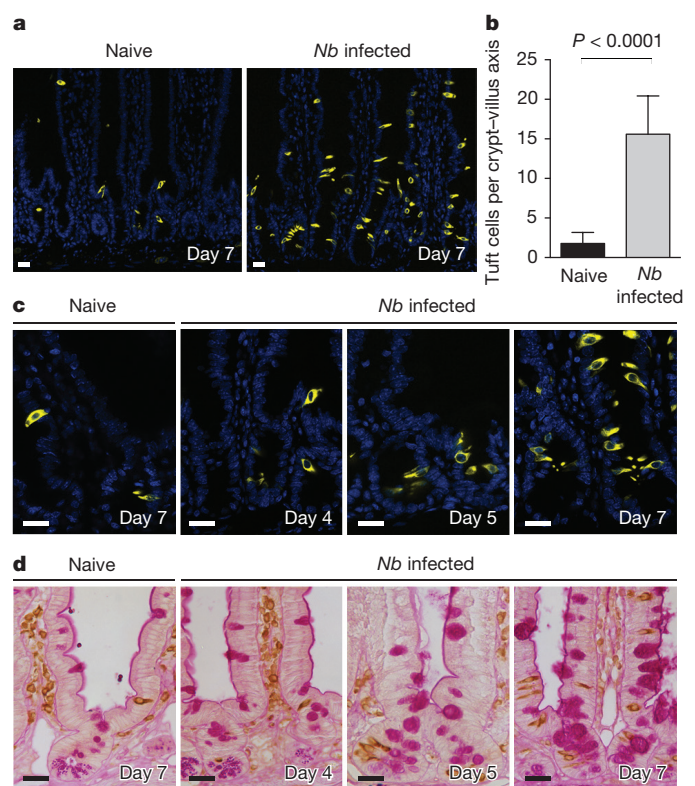 a
Naive
Nb infected
Day 7
Day 7
b
P < 0.0001
Tuft cells per crypt–villus axis
25
20
15
10
5
0
Naive
Nb
infected
c
Naive
Nb infected
Day 7
Day 4
Day 5
Day 7
d
Naive
Nb infected
Day 7
Day 4
Day 5
Day 7